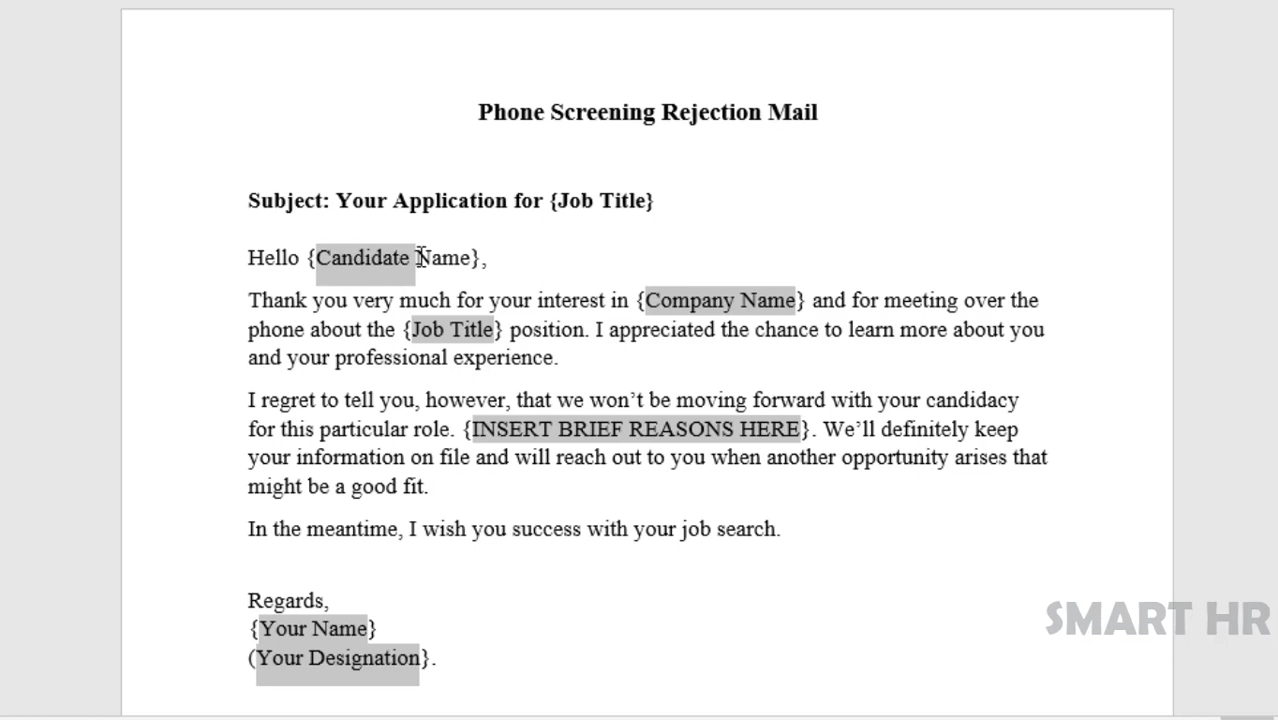 Phone Screening Rejection Mail
Subject: Your Application for {Job Title}
Hello {Candidate Name},
Thank you very much for your interest in {Company Name} and for meeting over the
phone about the {Job Title} position. I appreciated the chance to learn more about you
and your professional experience.
I regret to tell you, however, that we won’t be moving forward with your candidacy
for this particular role. {INSERT BRIEF REASONS HERE}. We’ll definitely keep
your information on file and will reach out to you when another opportunity arises that
might be a good fit.
In the meantime, I wish you success with your job search.
Regards,
{Your Name}
(Your Designation}.
SMART HR